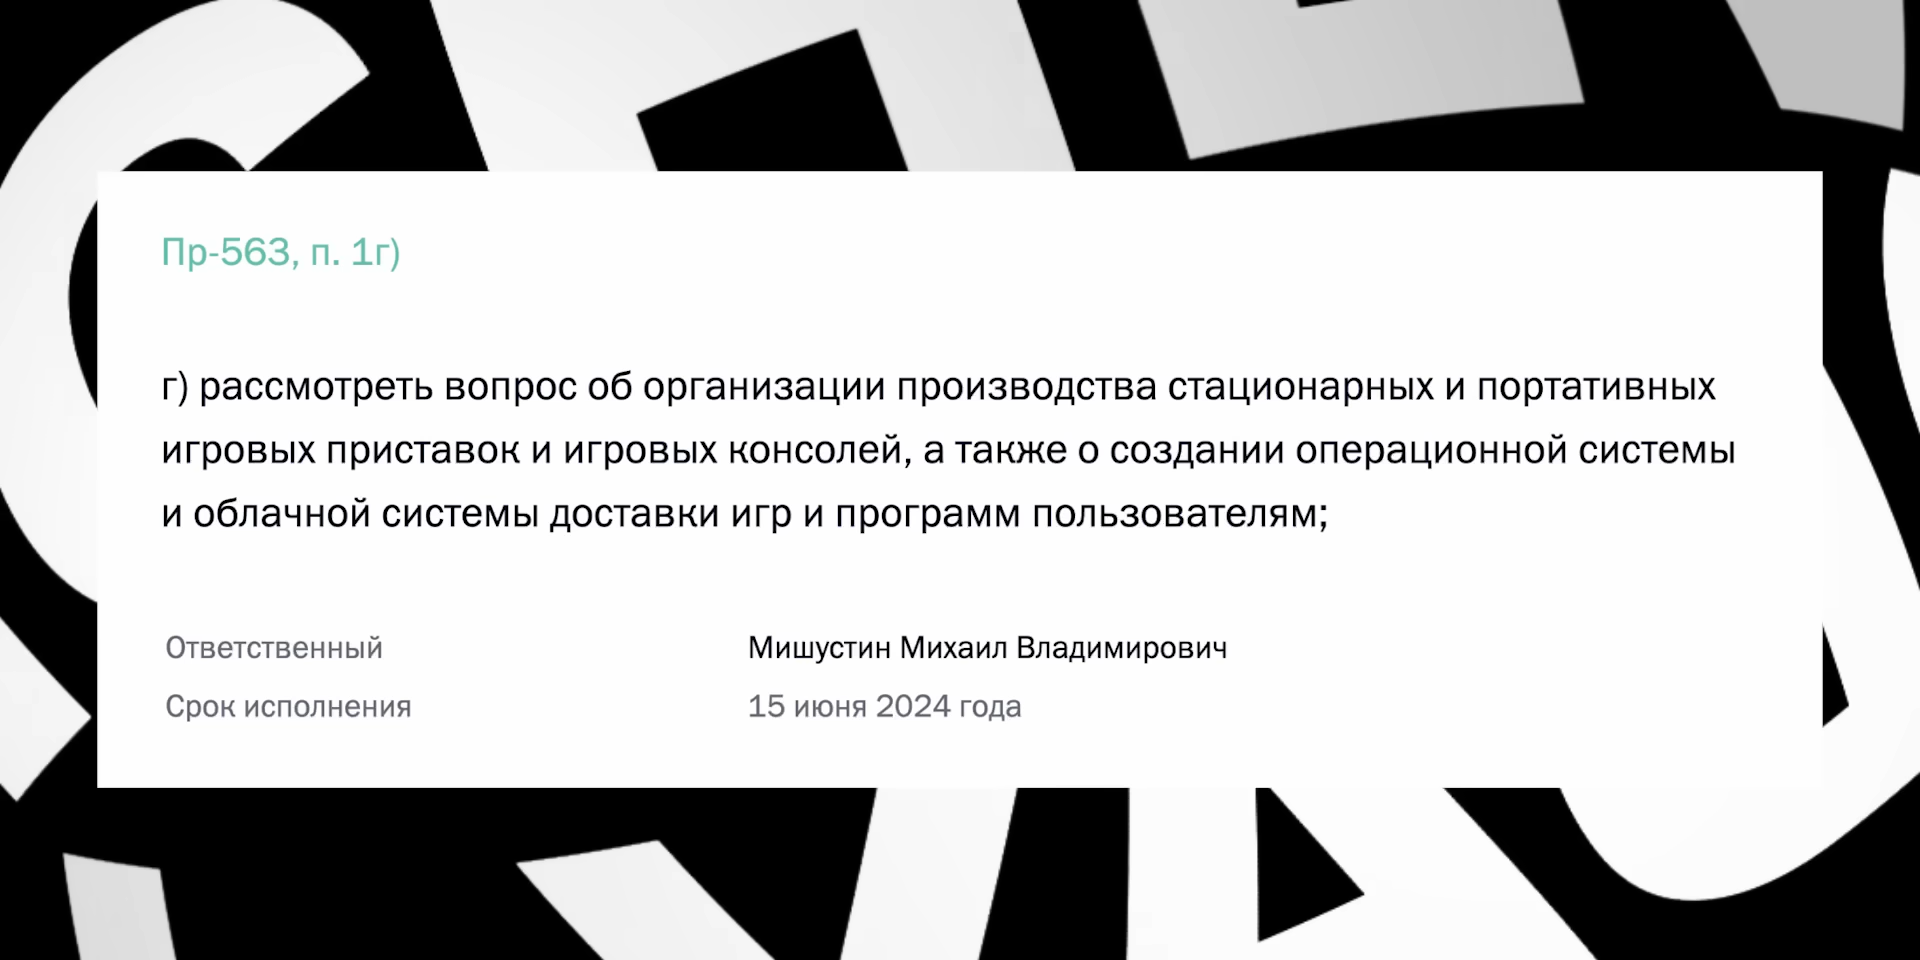 Пр-563, п. 1г)
г) рассмотреть вопрос об организации производства стационарных и портативных
игровых приставок и игровых консолей, а также о создании операционной системы
и облачной системы доставки игр и программ пользователям;
Ответственный Мишустин Михаил Владимирович
Срок исполнения 15 июня 2024 года